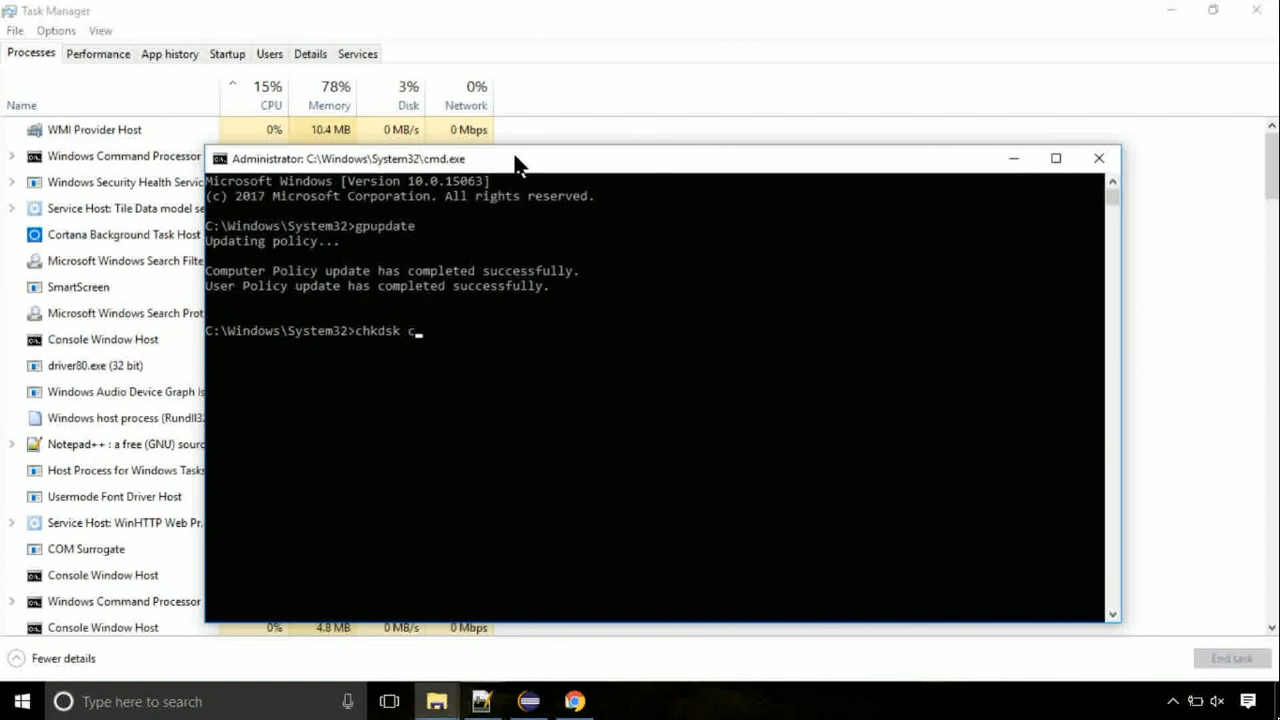 Task Manager
File Options View
Processes Performance App history Startup Users Details Services
15% 78% 3% 0%
Name CPU Memory Disk Network
WMI Provider Host 0% 10.4 MB 0 MB/s 0 Mbps
Windows Command Processor
Administrator: C:\Windows\System32\cmd.exe
Windows Security Health Servic
Microsoft Windows [Version 10.0.15063]
(c) 2017 Microsoft Corporation. All rights reserved.
Service Host: Tile Data model se
C:\Windows\System32>gpupdate
Cortana Background Task Host
Updating policy...
Microsoft Windows Search Filte
Computer Policy update has completed successfully.
SmartScreen
User Policy update has completed successfully.
Microsoft Windows Search Prot
C:\Windows\System32>chkdsk c
Console Window Host
driver80.exe (32 bit)
Windows Audio Device Graph Is
Windows host process (Rundll32
Notepad++ : a free (GNU) sourc
Host Process for Windows Tasks
Usermode Font Driver Host
Service Host: WinHTTP Web Pr.
COM Surrogate
Console Window Host
Windows Command Processor
Console Window Host 0% 4.8 MB 0 MB/s 0 Mbps
Fewer details End task
Type here to search